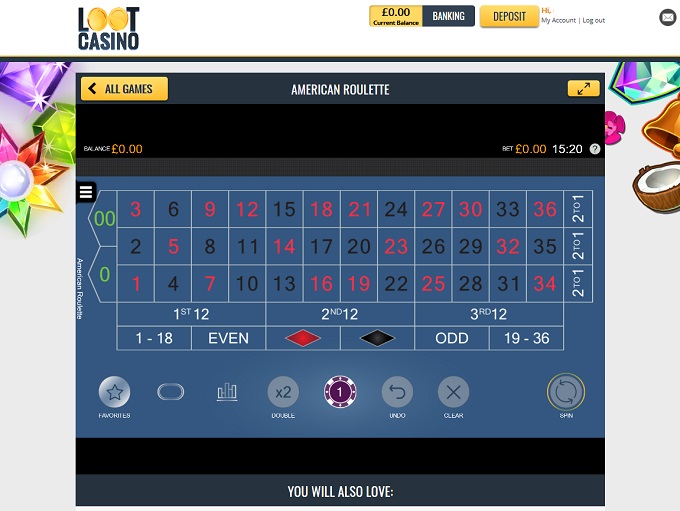 LOOT
CASINO
£0.00
Current Balance
BANKING
DEPOSIT
Hi,
My Account | Log out
ALL GAMES
AMERICAN ROULETTE
BALANCE £0.00
BET £0.00 15:20 ?
00 3 6 9 12 15 18 21 24 27 30 33 36 2 TO 1
2 5 8 11 14 17 20 23 26 29 32 35 2 TO 1
0 1 4 7 10 13 16 19 22 25 28 31 34 2 TO 1
American Roulette
1ST 12 2ND 12 3RD 12
1 - 18 EVEN ODD 19 - 36
x2 1
FAVORITES DOUBLE UNDO CLEAR SPIN
YOU WILL ALSO LOVE: